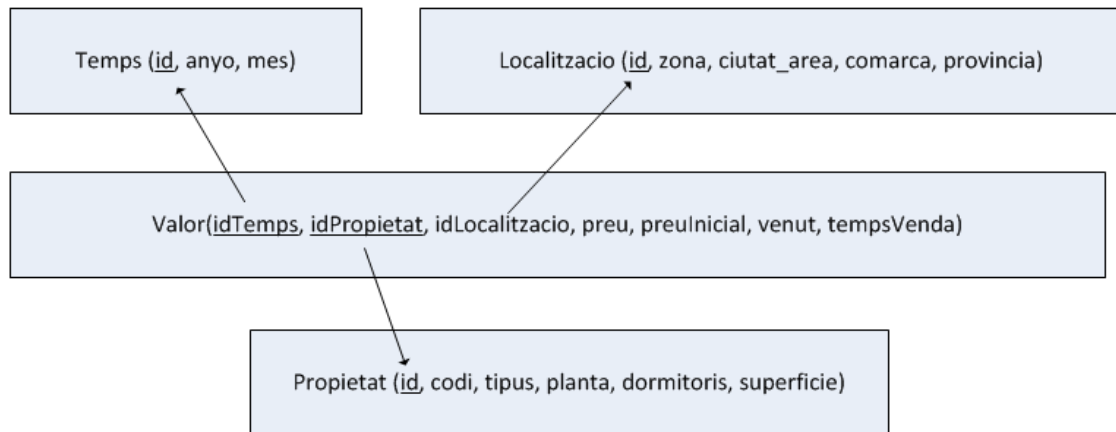 Temps (id, anyo, mes)
Localitzacio (id, zona, ciutat_area, comarca, provincia)
Valor(idTemps, idPropietat, idLocalitzacio, preu, preuInicial, venut, tempsVenda)
Propietat (id, codi, tipus, planta, dormitoris, superficie)